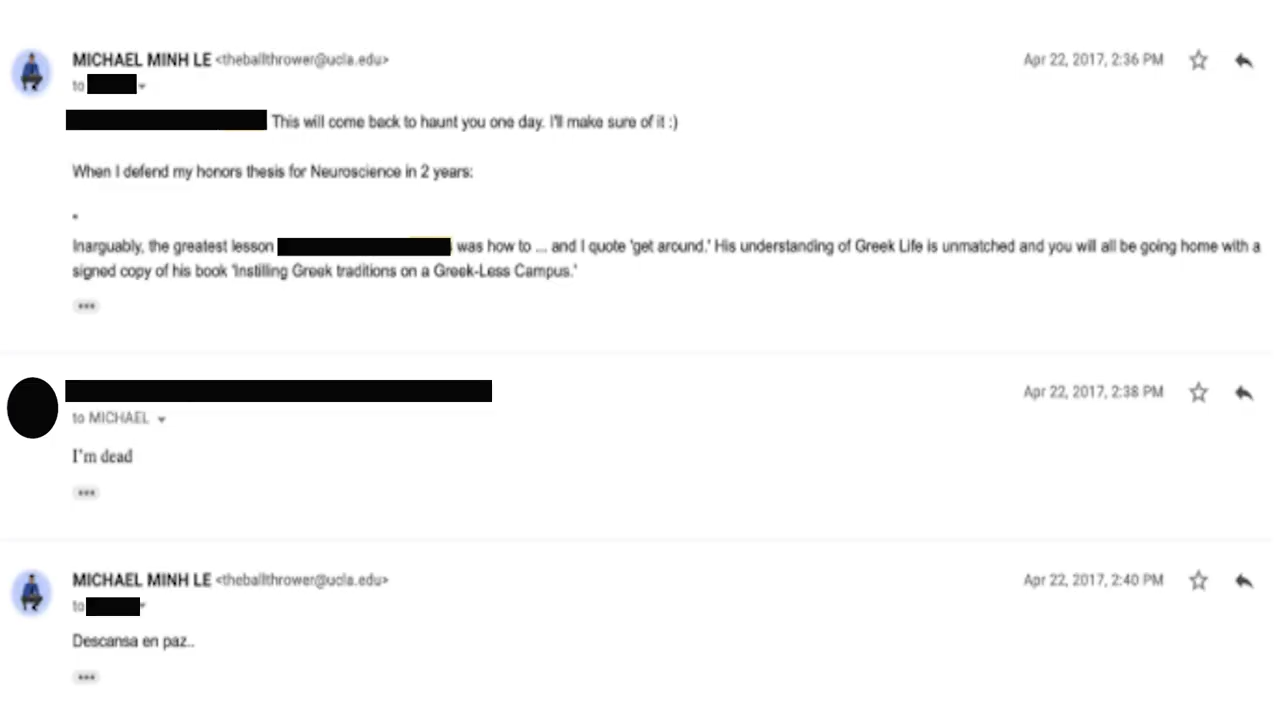 MICHAEL MINH LE <theballthrower@ucla.edu> Apr 22, 2017, 2:36 PM
to
This will come back to haunt you one day. I'll make sure of it :)
When I defend my honors thesis for Neuroscience in 2 years:
"
Inarguably, the greatest lesson was how to ... and I quote 'get around.' His understanding of Greek Life is unmatched and you will all be going home with a
signed copy of his book 'Instilling Greek traditions on a Greek-Less Campus.'
Apr 22, 2017, 2:38 PM
to MICHAEL
I'm dead
MICHAEL MINH LE <theballthrower@ucla.edu> Apr 22, 2017, 2:40 PM
to
Descansa en paz..